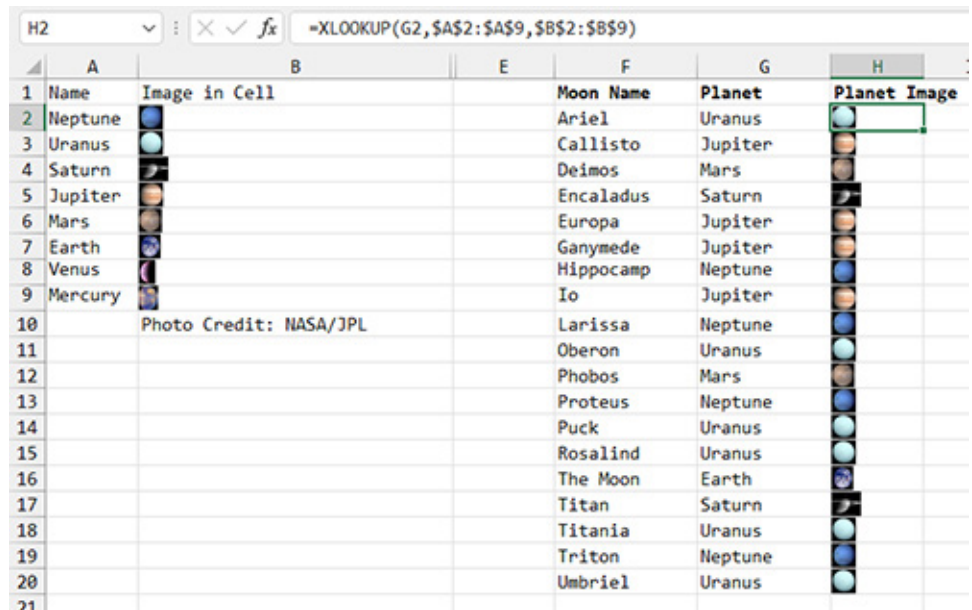 H2 fx =XLOOKUP(G2,$A$2:$A$9,$B$2:$B$9)
A B E F G H
1 Name Image in Cell Moon Name Planet Planet Image
2 Neptune Ariel Uranus
3 Uranus Callisto Jupiter
4 Saturn Deimos Mars
5 Jupiter Encaladus Saturn
6 Mars Europa Jupiter
7 Earth Ganymede Jupiter
8 Venus Hippocamp Neptune
9 Mercury Io Jupiter
10 Photo Credit: NASA/JPL Larissa Neptune
11 Oberon Uranus
12 Phobos Mars
13 Proteus Neptune
14 Puck Uranus
15 Rosalind Uranus
16 The Moon Earth
17 Titan Saturn
18 Titania Uranus
19 Triton Neptune
20 Umbriel Uranus
21